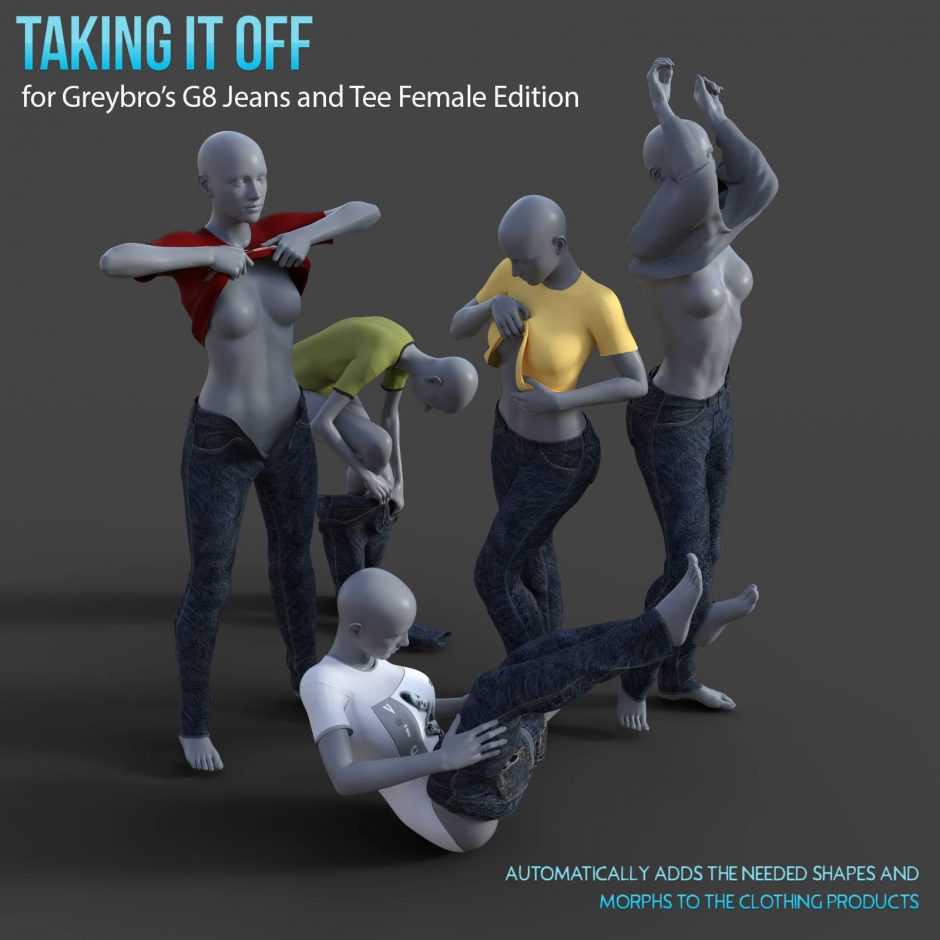 TAKING IT OFF
for Greybro's G8 Jeans and Tee Female Edition
AUTOMATICALLY ADDS THE NEEDED SHAPES AND
MORPHS TO THE CLOTHING PRODUCTS